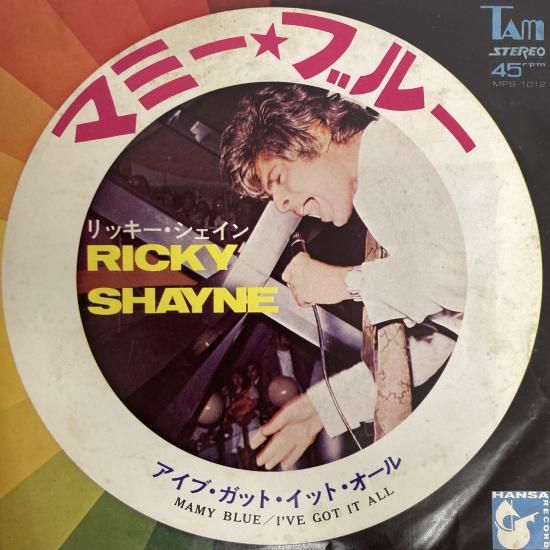 マミー★ブルー
TAM
STEREO
45rpm
MPS-1012
リッキー・シェイン
RICKY
SHAYNE
アイブ・ガット・イット・オール
MAMY BLUE/I'VE GOT IT ALL
HANSA
RECORD